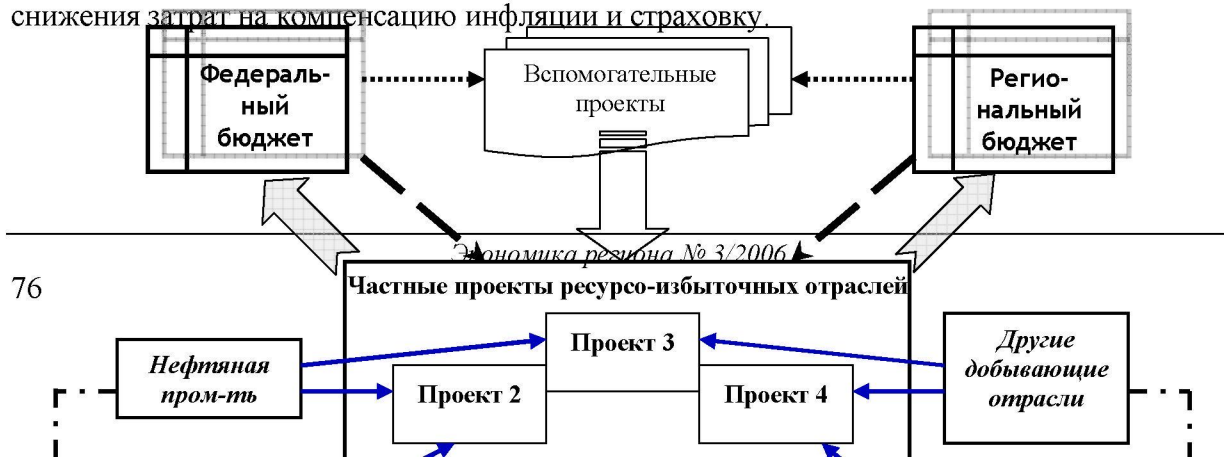 снижения затрат на компенсацию инфляции и страховку.
Федераль-
ный
бюджет
Вспомогательные
проекты
Регио-
нальный
бюджет
Экономика региона № 3/2006
76
Частные проекты ресурсо-избыточных отраслей
Нефтяная
пром-ть
Проект 3
Проект 2
Проект 4
Другие
добывающие
отрасли